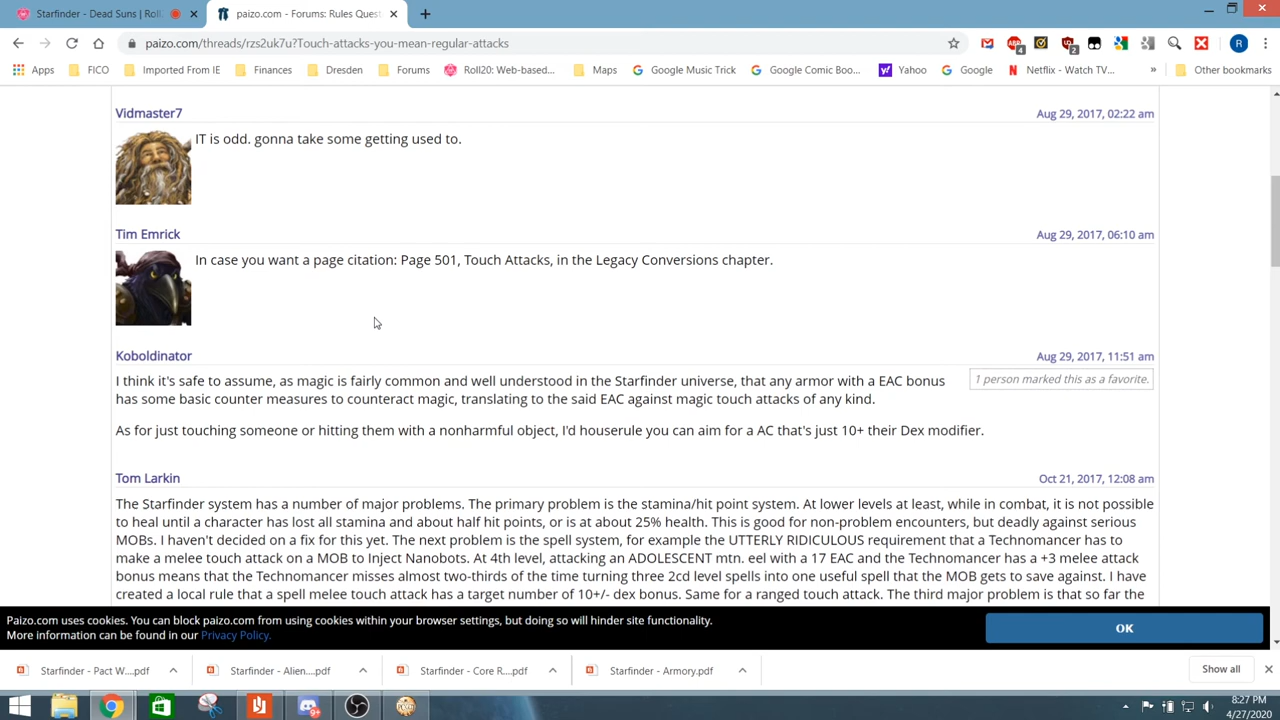 Starfinder - Dead Suns | Roll2
paizo.com - Forums: Rules Quest
paizo.com/threads/rzs2uk7u?Touch-attacks-you-mean-regular-attacks
4
2
R
Apps
FICO
Imported From IE
Finances
Dresden
Forums
Roll20: Web-based...
Maps
Google Music Trick
Google Comic Boo...
Yahoo
Google
Netflix - Watch TV...
»
Other bookmarks
Vidmaster7
Aug 29, 2017, 02:22 am
IT is odd. gonna take some getting used to.
Tim Emrick
Aug 29, 2017, 06:10 am
In case you want a page citation: Page 501, Touch Attacks, in the Legacy Conversions chapter.
Koboldinator
Aug 29, 2017, 11:51 am
1 person marked this as a favorite.
I think it's safe to assume, as magic is fairly common and well understood in the Starfinder universe, that any armor with a EAC bonus
has some basic counter measures to counteract magic, translating to the said EAC against magic touch attacks of any kind.
As for just touching someone or hitting them with a nonharmful object, I'd houserule you can aim for a AC that's just 10+ their Dex modifier.
Tom Larkin
Oct 21, 2017, 12:08 am
The Starfinder system has a number of major problems. The primary problem is the stamina/hit point system. At lower levels at least, while in combat, it is not possible
to heal until a character has lost all stamina and about half hit points, or is at about 25% health. This is good for non-problem encounters, but deadly against serious
MOBs. I haven't decided on a fix for this yet. The next problem is the spell system, for example the UTTERLY RIDICULOUS requirement that a Technomancer has to
make a melee touch attack on a MOB to Inject Nanobots. At 4th level, attacking an ADOLESCENT mtn. eel with a 17 EAC and the Technomancer has a +3 melee attack
bonus means that the Technomancer misses almost two-thirds of the time turning three 2cd level spells into one useful spell that the MOB gets to save against. I have
created a local rule that a spell melee touch attack has a target number of 10+/- dex bonus. Same for a ranged touch attack. The third major problem is that so far the
Paizo.com uses cookies. You can block paizo.com from using cookies within your browser settings, but doing so will hinder site functionality.
More information can be found in our Privacy Policy.
OK
Starfinder - Pact W....pdf
Starfinder - Alien....pdf
Starfinder - Core R....pdf
Starfinder - Armory.pdf
Show all
9+
8:27 PM
4/27/2020